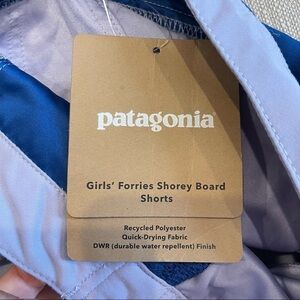 patagonia
Girls' Forries Shorey Board
Shorts
Recycled Polyester
Quick-Drying Fabric
DWR (durable water repellent) Finish